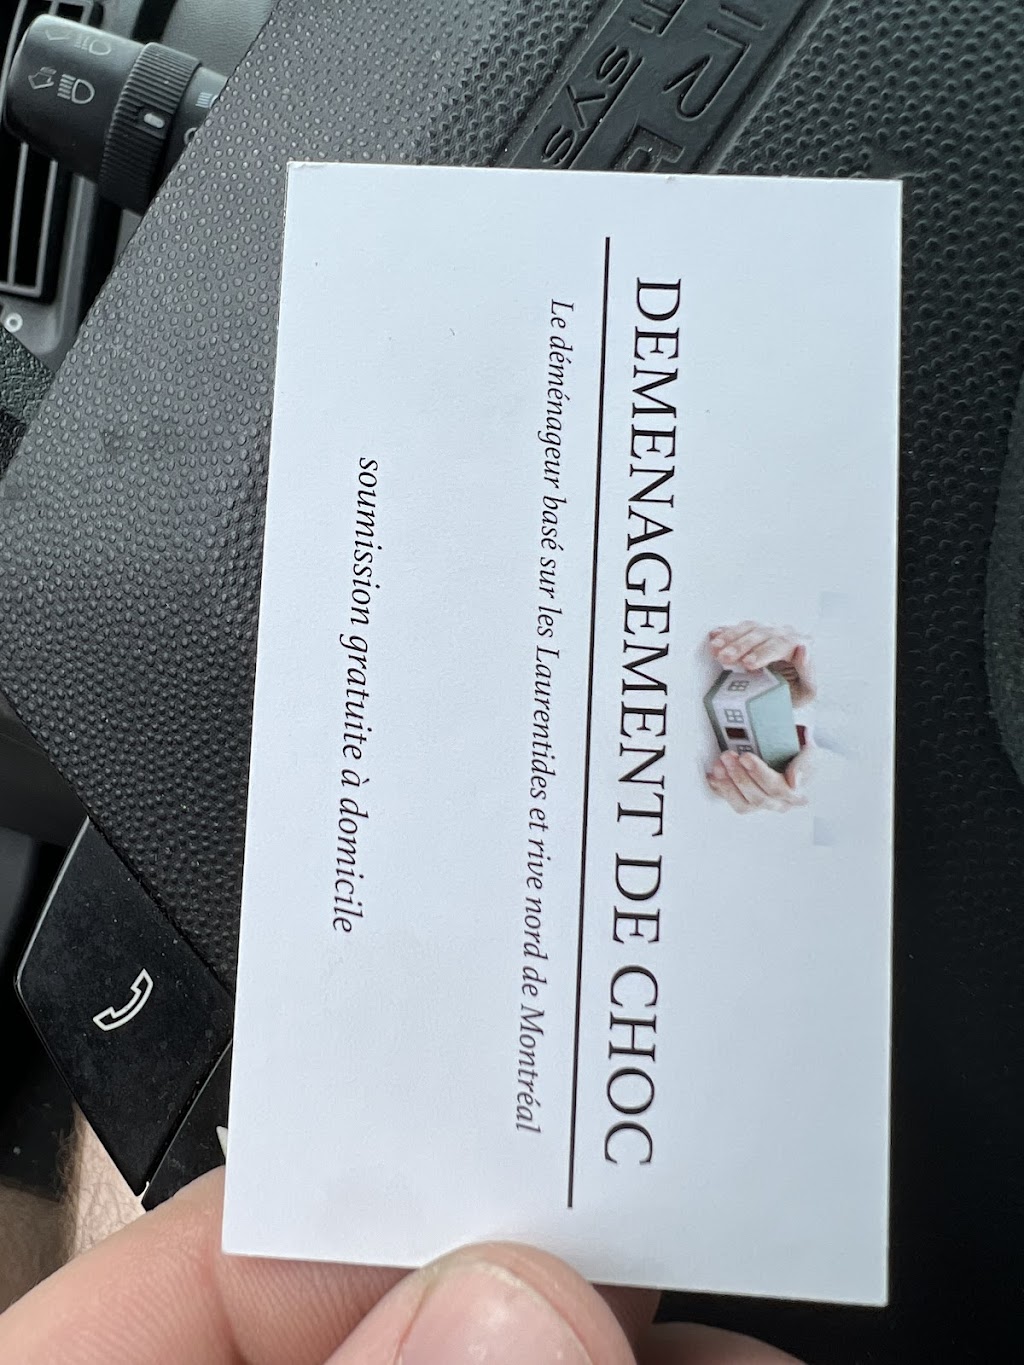 DEMENAGEMENT DE CHOC
Le déménageur basé sur les Laurentides et rive nord de Montréal
soumission gratuite à domicile